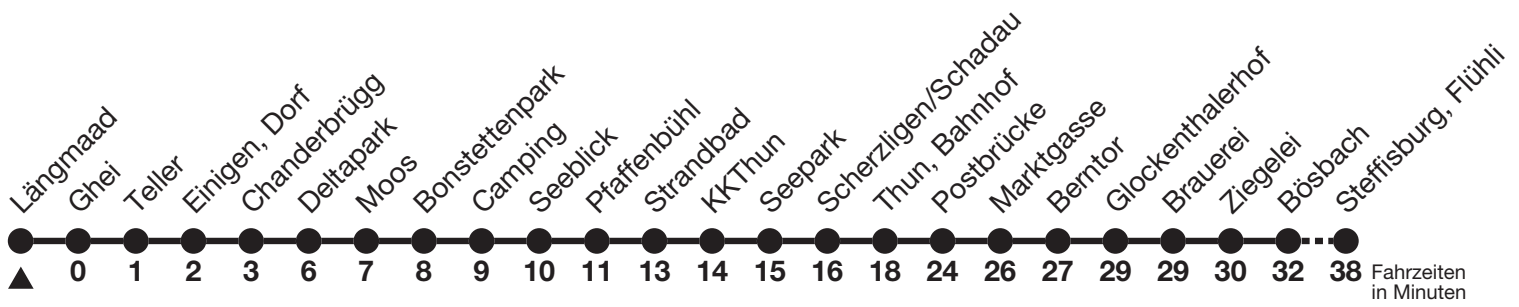 Längmaad
Ghei
Teller
Einigen, Dorf
Chanderbrügg
Deltapark
Moos
Bonstettenpark
Camping
Seeblick
Pfaffenbühl
Strandbad
KKThun
Seepark
Scherzligen/Schadau
Thun, Bahnhof
Postbrücke
Marktgasse
Berntor
Glockenthalerhof
Brauerei
Ziegelei
Bösbach
Steffisburg, Flühli
0 1 2 3 6 7 8 9 10 11 13 14 15 16 18 24 26 27 29 29 30 32 38 Fahrzeiten
in Minuten